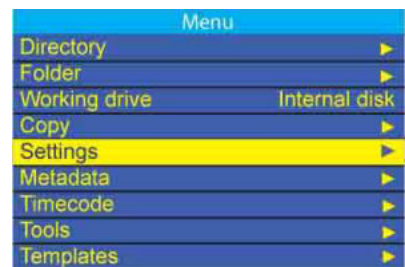 Menu
Directory
Folder
Working drive Internal disk
Copy
Settings
Metadata
Timecode
Tools
Templates